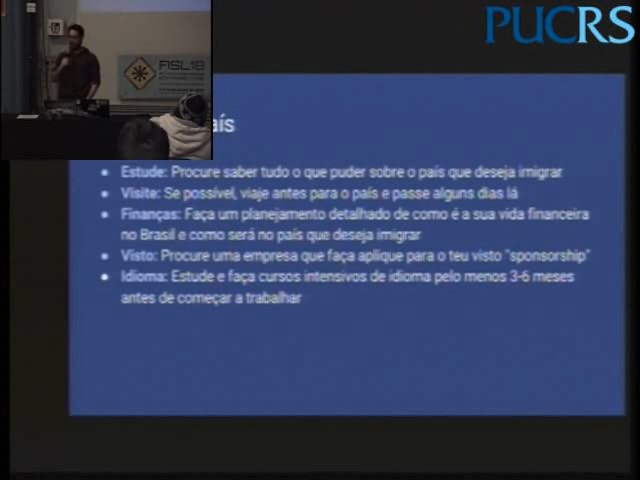 PUCRS
FISL18
aís
Estude: Procure saber tudo o que puder sobre o país que deseja imigrar
Visite: Se possível, viaje antes para o país e passe alguns dias lá
Finanças: Faça um planejamento detalhado de como é a sua vida financeira
no Brasil e como será no país que deseja imigrar
Visto: Procure uma empresa que faça aplique para o teu visto "sponsorship"
Idioma: Estude e faça cursos intensivos de idioma pelo menos 3-6 meses
antes de começar a trabalhar